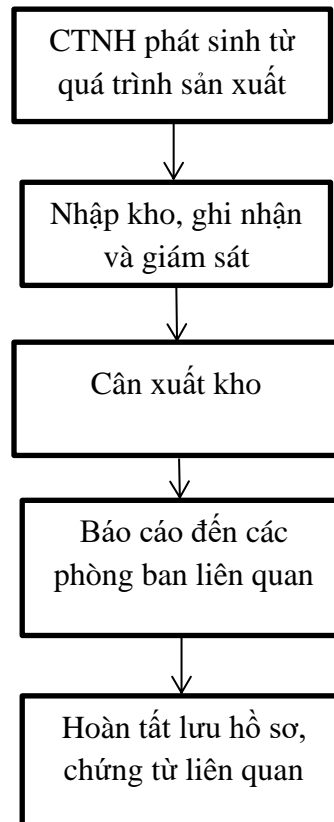 CTNH phát sinh từ
quá trình sản xuất
Nhập kho, ghi nhận
và giám sát
Cân xuất kho
Báo cáo đến các
phòng ban liên quan
Hoàn tất lưu hồ sơ,
chứng từ liên quan